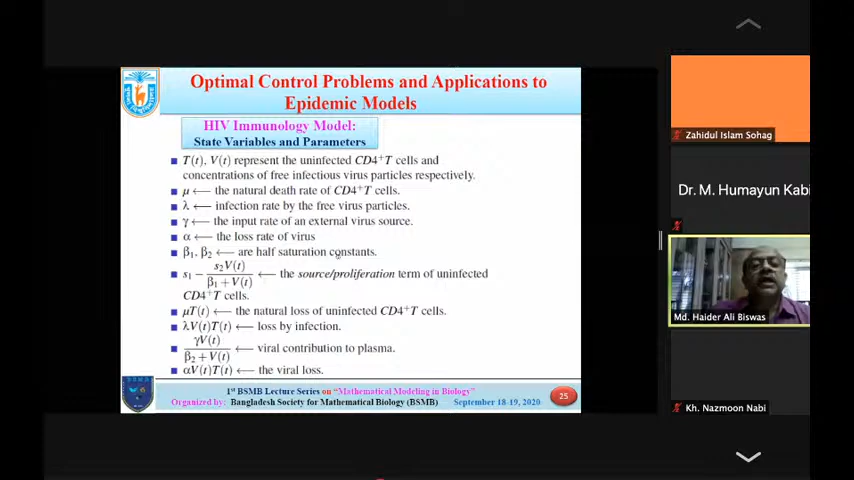 Optimal Control Problems and Applications to
Epidemic Models
HIV Immunology Model:
State Variables and Parameters
T(t), V(t) represent the uninfected CD4⁺T cells and
concentrations of free infectious virus particles respectively.
μ ⟵ the natural death rate of CD4⁺T cells.
λ ⟵ infection rate by the free virus particles.
γ ⟵ the input rate of an external virus source.
α ⟵ the loss rate of virus
β₁, β₂ ⟵ are half saturation constants.
s₁ − s₂V(t)/(β₁ + V(t)) ⟵ the source/proliferation term of uninfected
CD4⁺T cells.
μT(t) ⟵ the natural loss of uninfected CD4⁺T cells.
λV(t)T(t) ⟵ loss by infection.
γV(t)/(β₂ + V(t)) ⟵ viral contribution to plasma.
αV(t)T(t) ⟵ the viral loss.
1st BSMB Lecture Series on "Mathematical Modeling in Biology"
Organized by: Bangladesh Society for Mathematical Biology (BSMB) September 18-19, 2020
25
Zahidul Islam Sohag
Dr. M. Humayun Kabi
Md. Haider Ali Biswas
Kh. Nazmoon Nabi